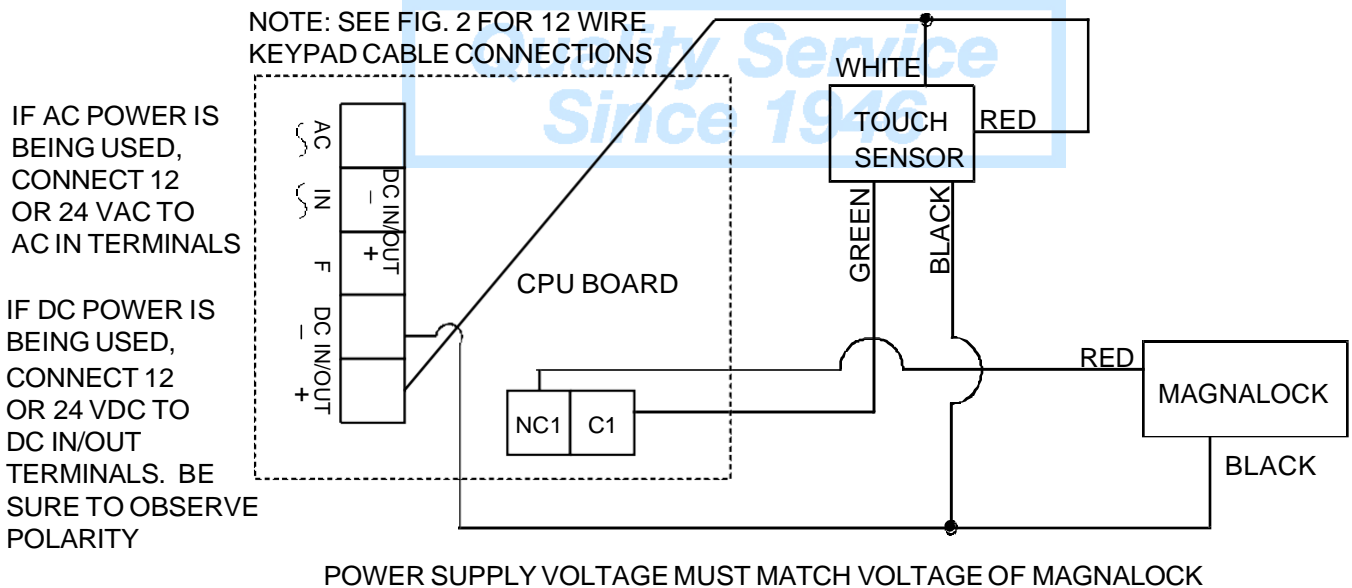 NOTE: SEE FIG. 2 FOR 12 WIRE
KEYPAD CABLE CONNECTIONS
Quality Service
Since 1946
IF AC POWER IS
BEING USED,
CONNECT 12
OR 24 VAC TO
AC IN TERMINALS
IF DC POWER IS
BEING USED,
CONNECT 12
OR 24 VDC TO
DC IN/OUT
TERMINALS. BE
SURE TO OBSERVE
POLARITY
AC
IN
F
DC IN/OUT
–
+
DC IN/OUT
–
+
CPU BOARD
NC1
C1
WHITE
TOUCH
SENSOR
RED
GREEN
BLACK
RED
MAGNALOCK
BLACK
POWER SUPPLY VOLTAGE MUST MATCH VOLTAGE OF MAGNALOCK